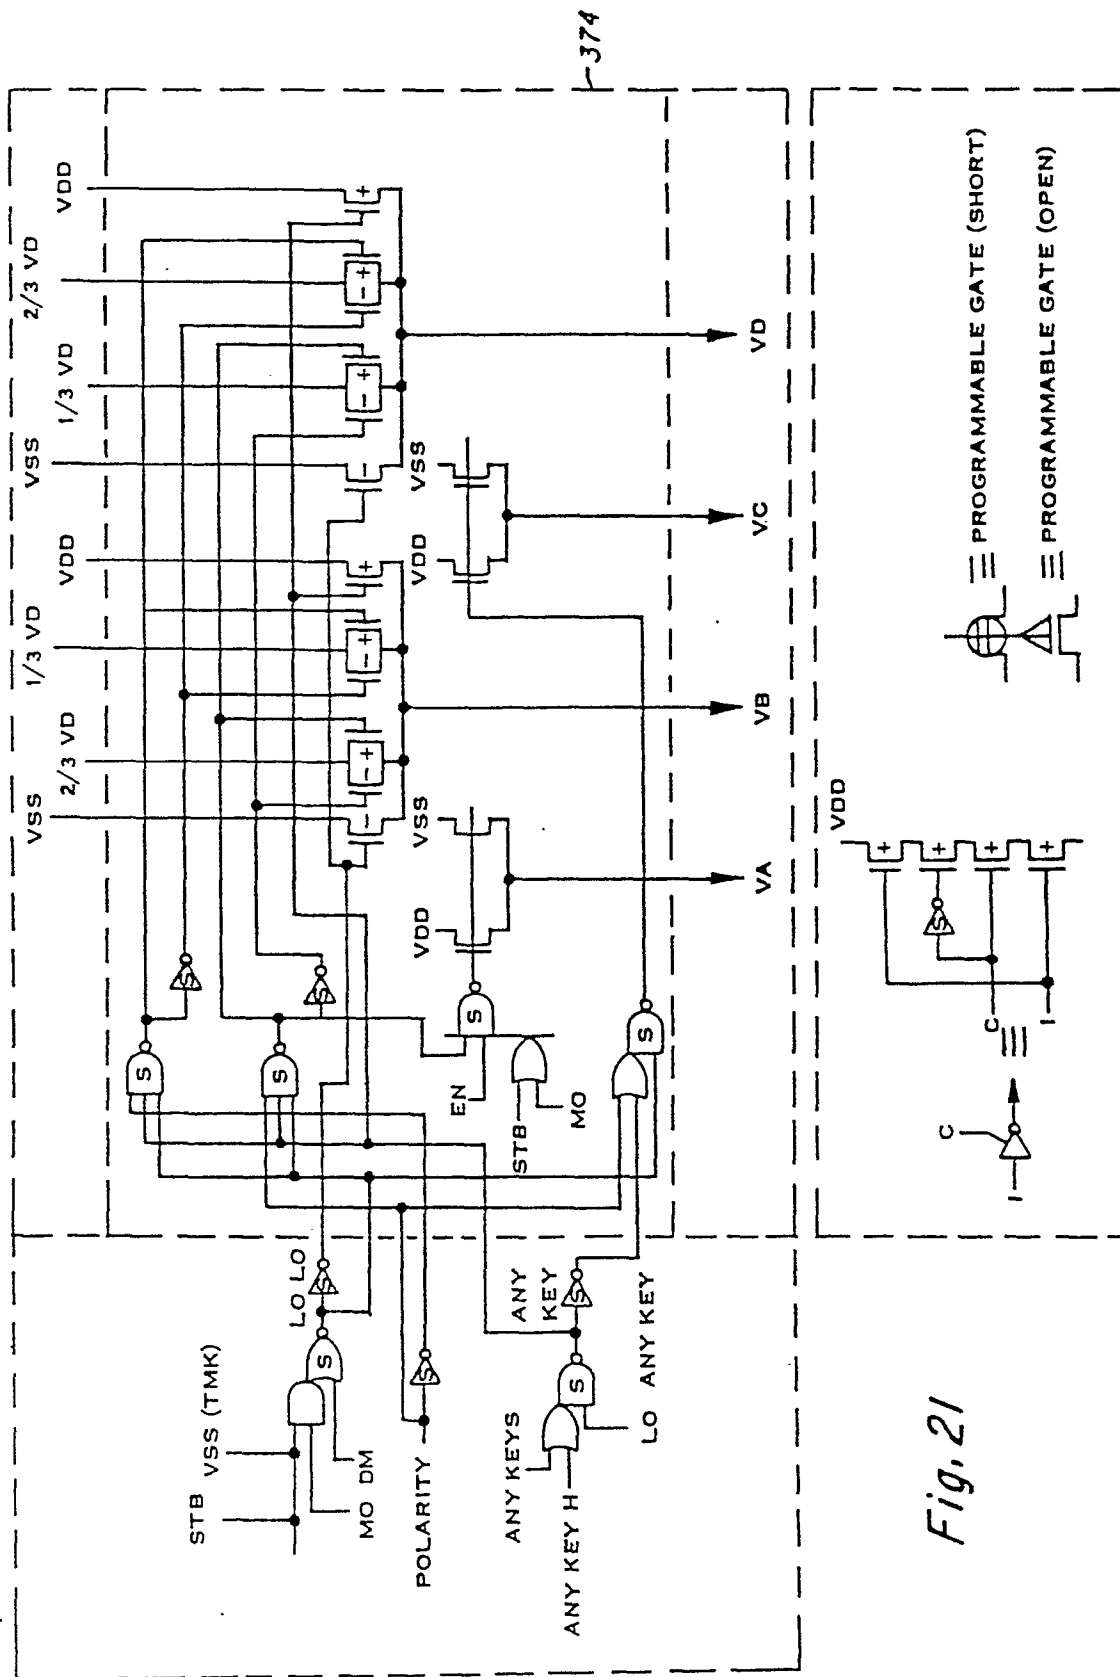 374
VSS
2/3 VD
1/3 VD
VDD
VSS
1/3 VD
2/3 VD
VDD
- 
- +
- +
+
-
- +
- +
+
S
S
S
S
VDD
VSS
VDD
VSS
S
EN
STB
MO
S
VA
VB
VC
VD
STB
VSS (TMK)
LO LO
S
S
MO DM
POLARITY
S
ANY KEYS
ANY KEY H
ANY KEY
S
S
LO
ANY KEY
VDD
+
+
+
+
S
C
I
C
I
≡ PROGRAMMABLE GATE (SHORT)
≡ PROGRAMMABLE GATE (OPEN)
Fig. 21